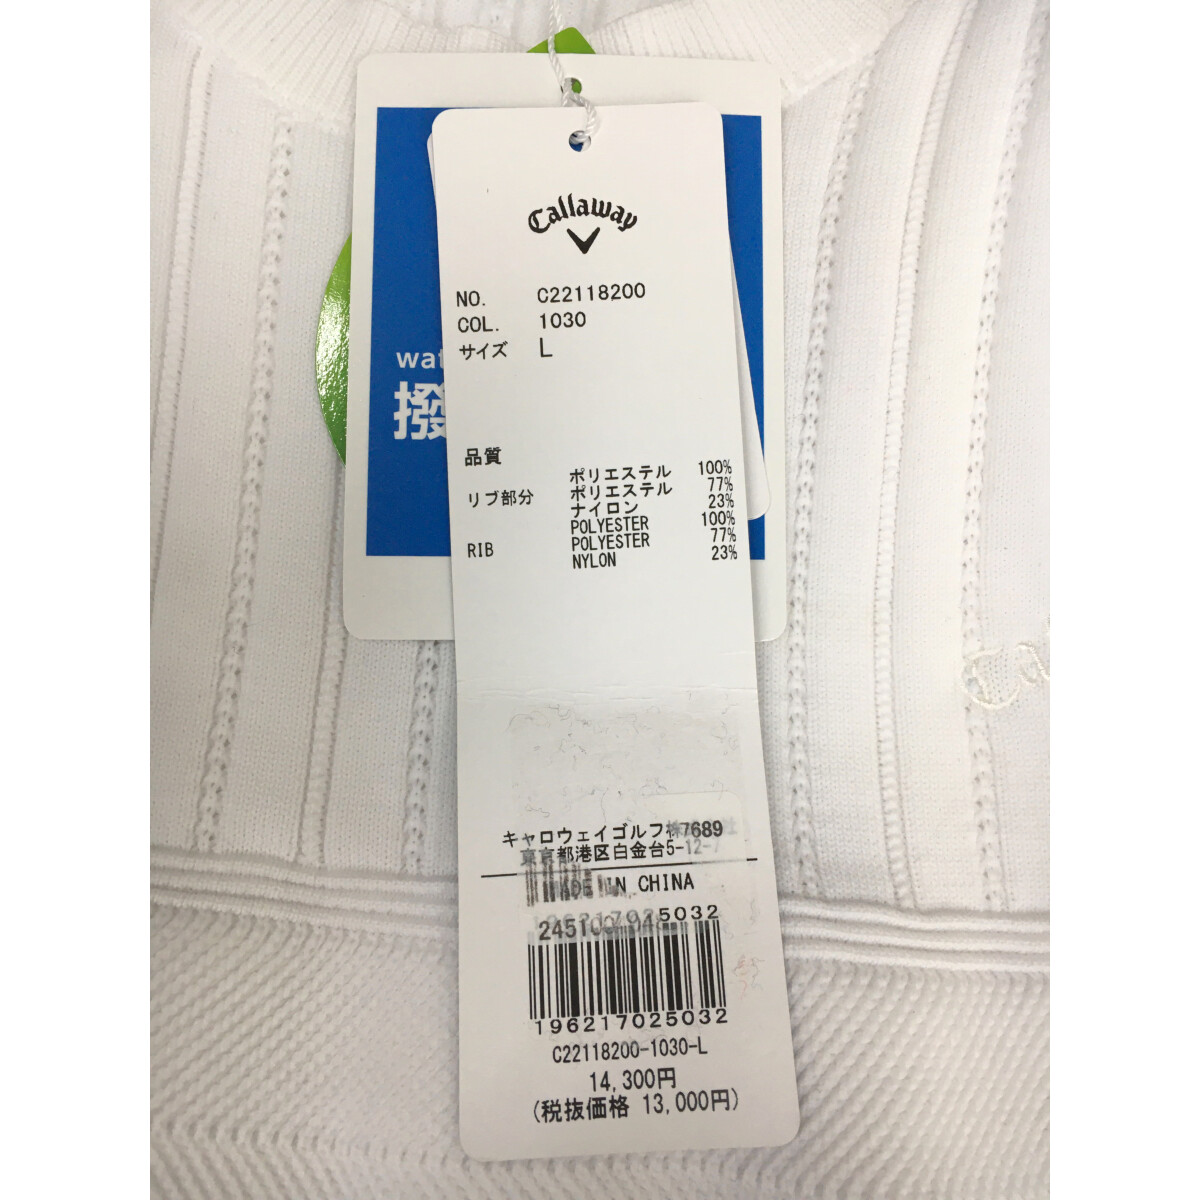 Callaway
NO. C22118200
COL. 1030
サイズ L
wat
撥
品質
ポリエステル 100%
リブ部分 ポリエステル 77%
ナイロン 23%
POLYESTER 100%
RIB POLYESTER 77%
NYLON 23%
キャロウェイゴルフ 7689
東京都港区白金台5-12-7
MADE IN CHINA
5032
196217025032
C22118200-1030-L
14,300円
(税抜価格 13,000円)